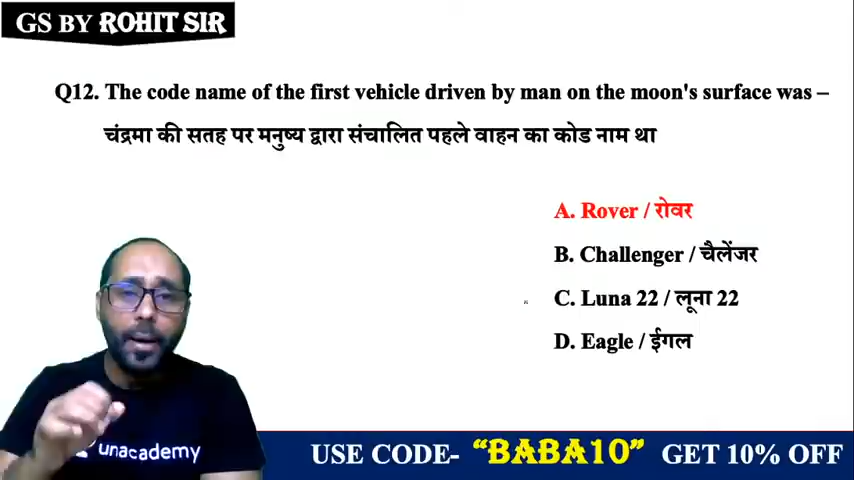 GS BY ROHIT SIR
Q12. The code name of the first vehicle driven by man on the moon's surface was –
चंद्रमा की सतह पर मनुष्य द्वारा संचालित पहले वाहन का कोड नाम था
A. Rover / रोवर
B. Challenger / चैलेंजर
C. Luna 22 / लूना 22
D. Eagle / ईगल
unacademy
USE CODE- “BABA10” GET 10% OFF